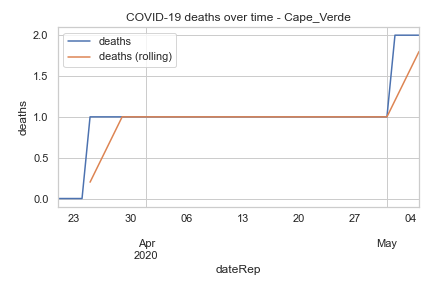 COVID-19 deaths over time - Cape_Verde
deaths
deaths (rolling)
deaths
2.0
1.5
1.0
0.5
0.0
23 30 06 13 20 27 04
Apr May
2020
dateRep